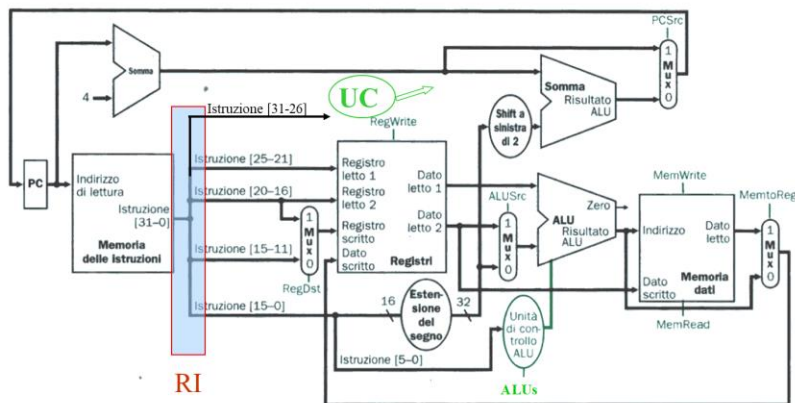 PCSrc
1
Mux
0
Somma
4
Somma
Risultato
ALU
UC
Istruzione [31-26]
Shift a
sinistra
di 2
RegWrite
PC
Indirizzo
di lettura
Istruzione
[31–0]
Memoria
delle istruzioni
Istruzione [25–21]
Istruzione [20–16]
Istruzione [15–11]
Istruzione [15–0]
1
Mux
0
RegDst
Registro
letto 1
Registro
letto 2
Registro
scritto
Dato
scritto
Dato
letto 1
Dato
letto 2
Registri
ALUSrc
1
Mux
0
Zero
ALU
Risultato
ALU
MemWrite
Indirizzo
Dato
letto
Dato
scritto
Memoria
dati
MemRead
MemtoReg
1
Mux
0
16
Estensione
del
segno
32
Unità
di con-
trollo
ALU
Istruzione [5–0]
RI
ALUs